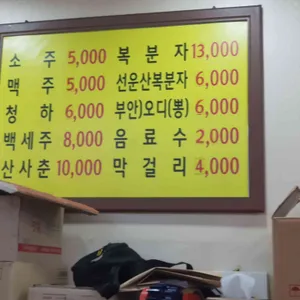 소주 5,000 복분자 13,000
맥주 5,000 선운산복분자 6,000
청하 6,000 부안)오디(뽕) 6,000
백세주 8,000 음료수 2,000
산사춘 10,000 막걸리 4,000